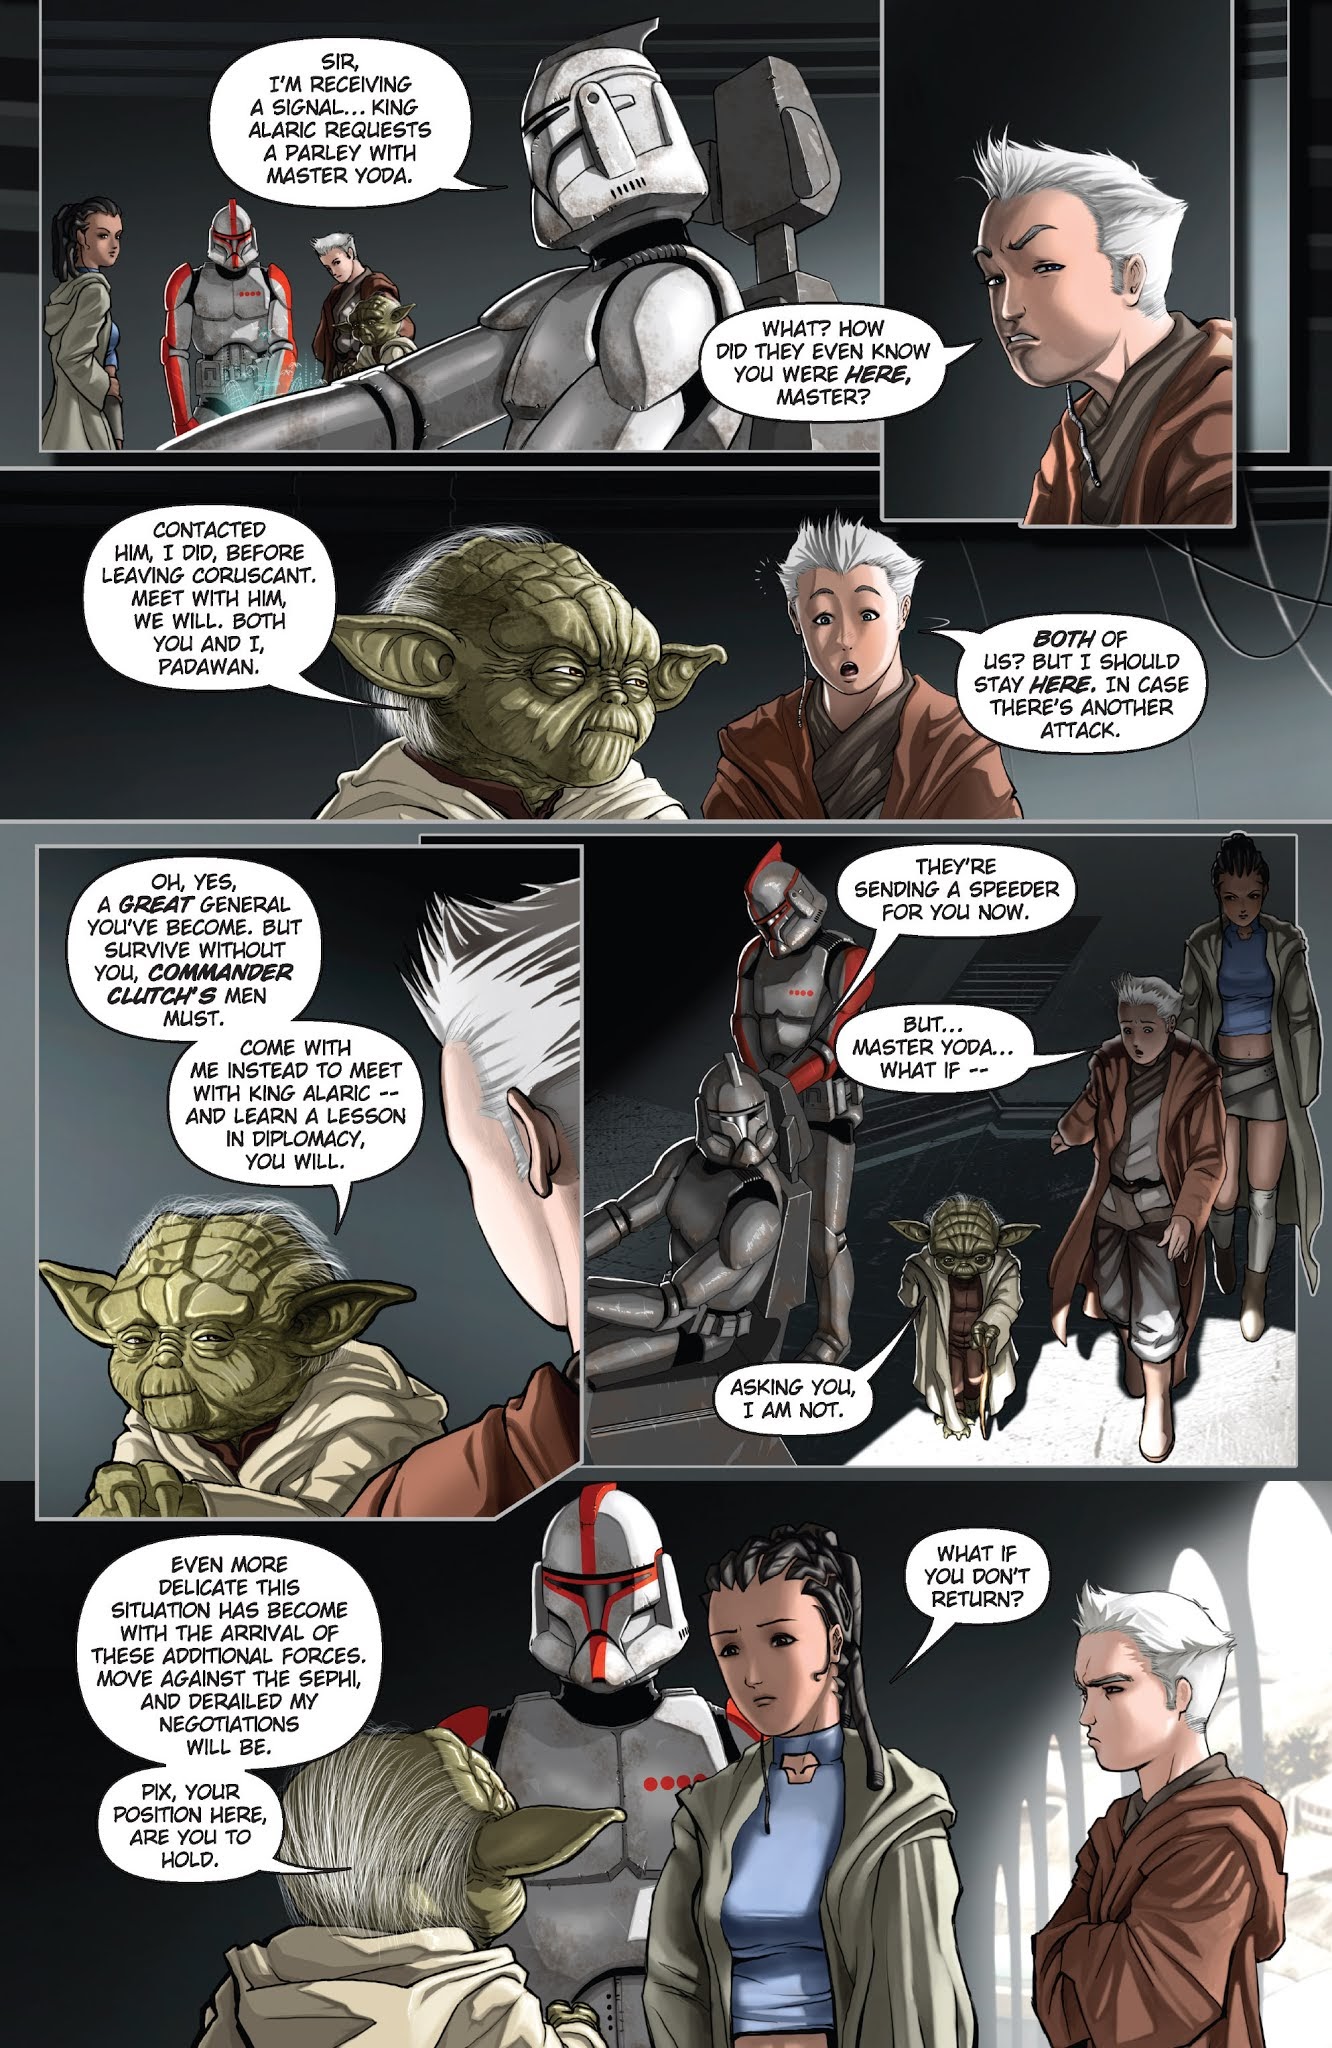 SIR,
I'M RECEIVING
A SIGNAL... KING
ALARIC REQUESTS
A PARLEY WITH
MASTER YODA.
WHAT? HOW
DID THEY EVEN KNOW
YOU WERE HERE,
MASTER?
CONTACTED
HIM, I DID, BEFORE
LEAVING CORUSCANT.
MEET WITH HIM,
WE WILL. BOTH
YOU AND I,
PADAWAN.
BOTH OF
US? BUT I SHOULD
STAY HERE. IN CASE
THERE'S ANOTHER
ATTACK.
OH, YES,
A GREAT GENERAL
YOU'VE BECOME. BUT
SURVIVE WITHOUT
YOU, COMMANDER
CLUTCH'S MEN
MUST.
COME WITH
ME INSTEAD TO MEET
WITH KING ALARIC --
AND LEARN A LESSON
IN DIPLOMACY,
YOU WILL.
THEY'RE
SENDING A SPEEDER
FOR YOU NOW.
BUT...
MASTER YODA...
WHAT IF --
ASKING YOU,
I AM NOT.
EVEN MORE
DELICATE THIS
SITUATION HAS BECOME
WITH THE ARRIVAL OF
THESE ADDITIONAL FORCES.
MOVE AGAINST THE SEPHI,
AND DERAILED MY
NEGOTIATIONS
WILL BE.
PIX, YOUR
POSITION HERE,
ARE YOU TO
HOLD.
WHAT IF
YOU DON'T
RETURN?